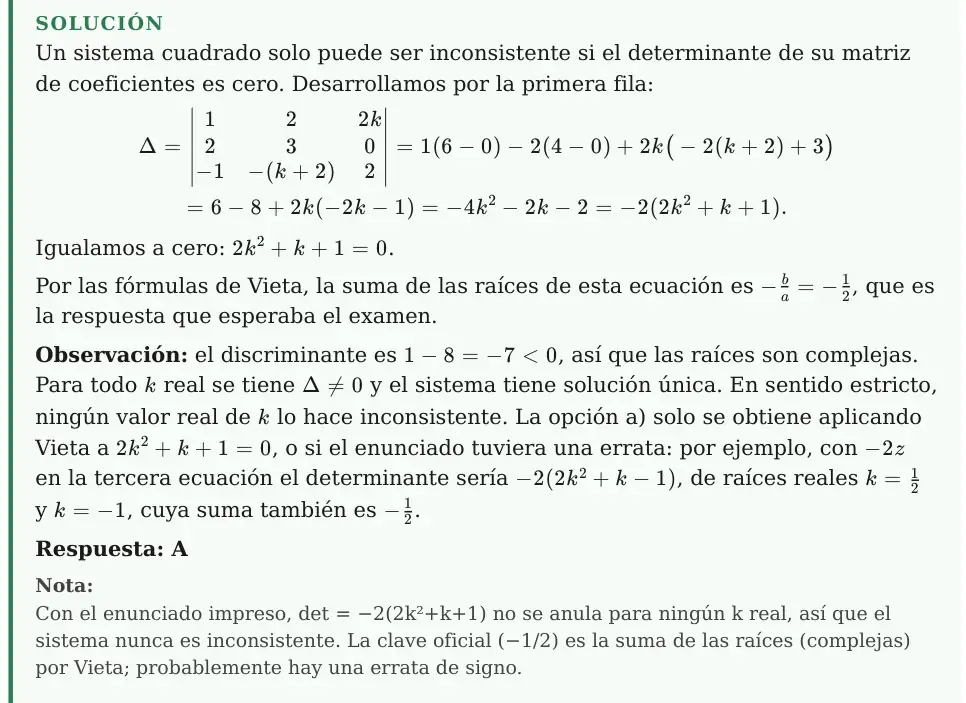 SOLUCIÓN
Un sistema cuadrado solo puede ser inconsistente si el determinante de su matriz
de coeficientes es cero. Desarrollamos por la primera fila:
Δ = |1 2 2k; 2 3 0; −1 −(k + 2) 2| = 1(6 − 0) − 2(4 − 0) + 2k(− 2(k + 2) + 3)
= 6 − 8 + 2k(−2k − 1) = −4k² − 2k − 2 = −2(2k² + k + 1).
Igualamos a cero: 2k² + k + 1 = 0.
Por las fórmulas de Vieta, la suma de las raíces de esta ecuación es −b/a = −1/2, que es
la respuesta que esperaba el examen.
Observación: el discriminante es 1 − 8 = −7 < 0, así que las raíces son complejas.
Para todo k real se tiene Δ ≠ 0 y el sistema tiene solución única. En sentido estricto,
ningún valor real de k lo hace inconsistente. La opción a) solo se obtiene aplicando
Vieta a 2k² + k + 1 = 0, o si el enunciado tuviera una errata: por ejemplo, con −2z
en la tercera ecuación el determinante sería −2(2k² + k − 1), de raíces reales k = 1/2
y k = −1, cuya suma también es −1/2.
Respuesta: A
Nota:
Con el enunciado impreso, det = −2(2k²+k+1) no se anula para ningún k real, así que el
sistema nunca es inconsistente. La clave oficial (−1/2) es la suma de las raíces (complejas)
por Vieta; probablemente hay una errata de signo.